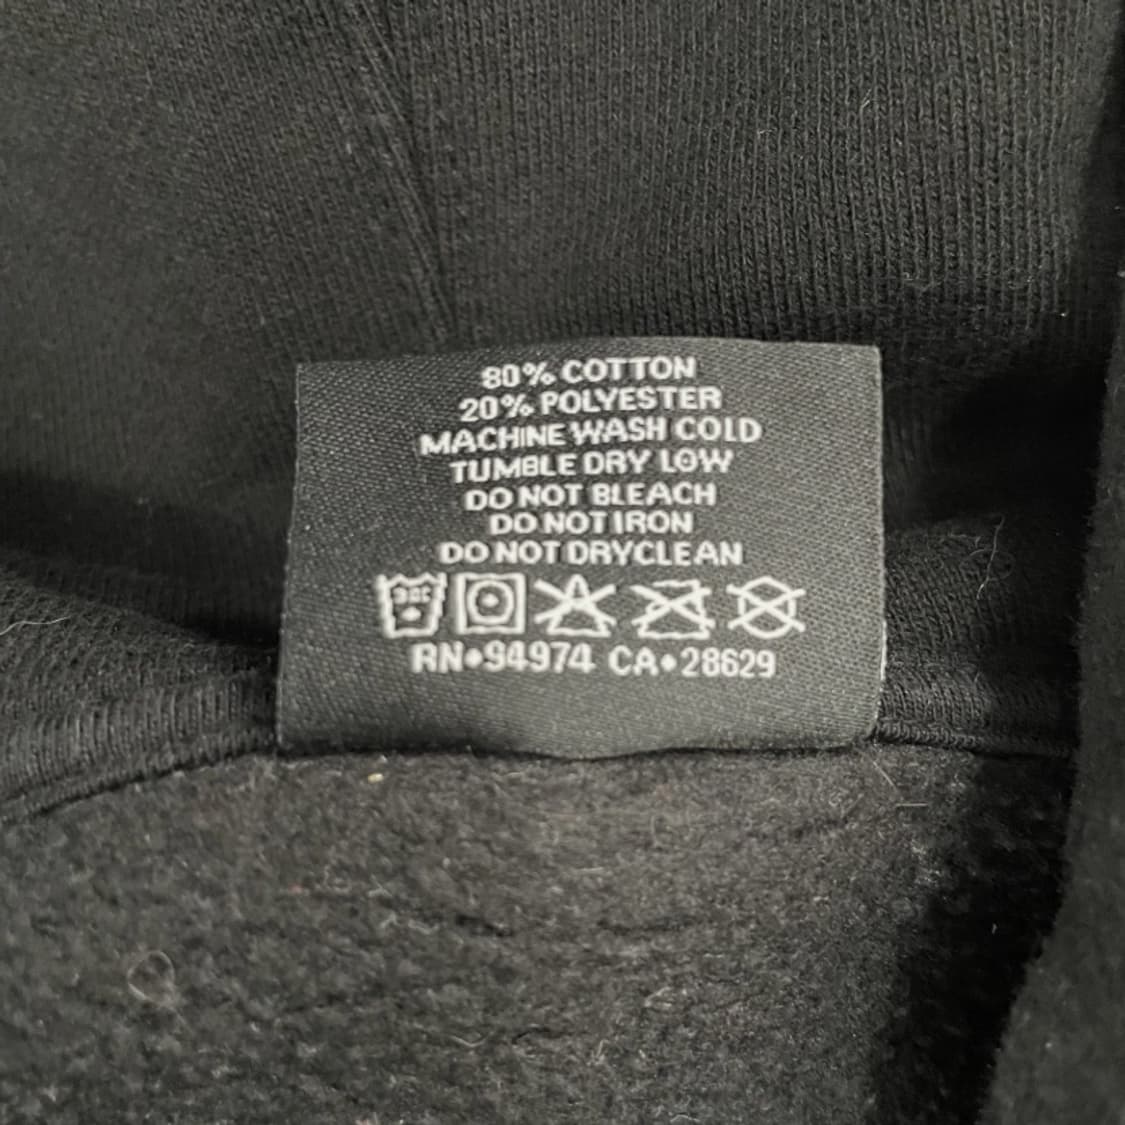 80% COTTON
20% POLYESTER
MACHINE WASH COLD
TUMBLE DRY LOW
DO NOT BLEACH
DO NOT IRON
DO NOT DRYCLEAN
RN•94974 CA•28629